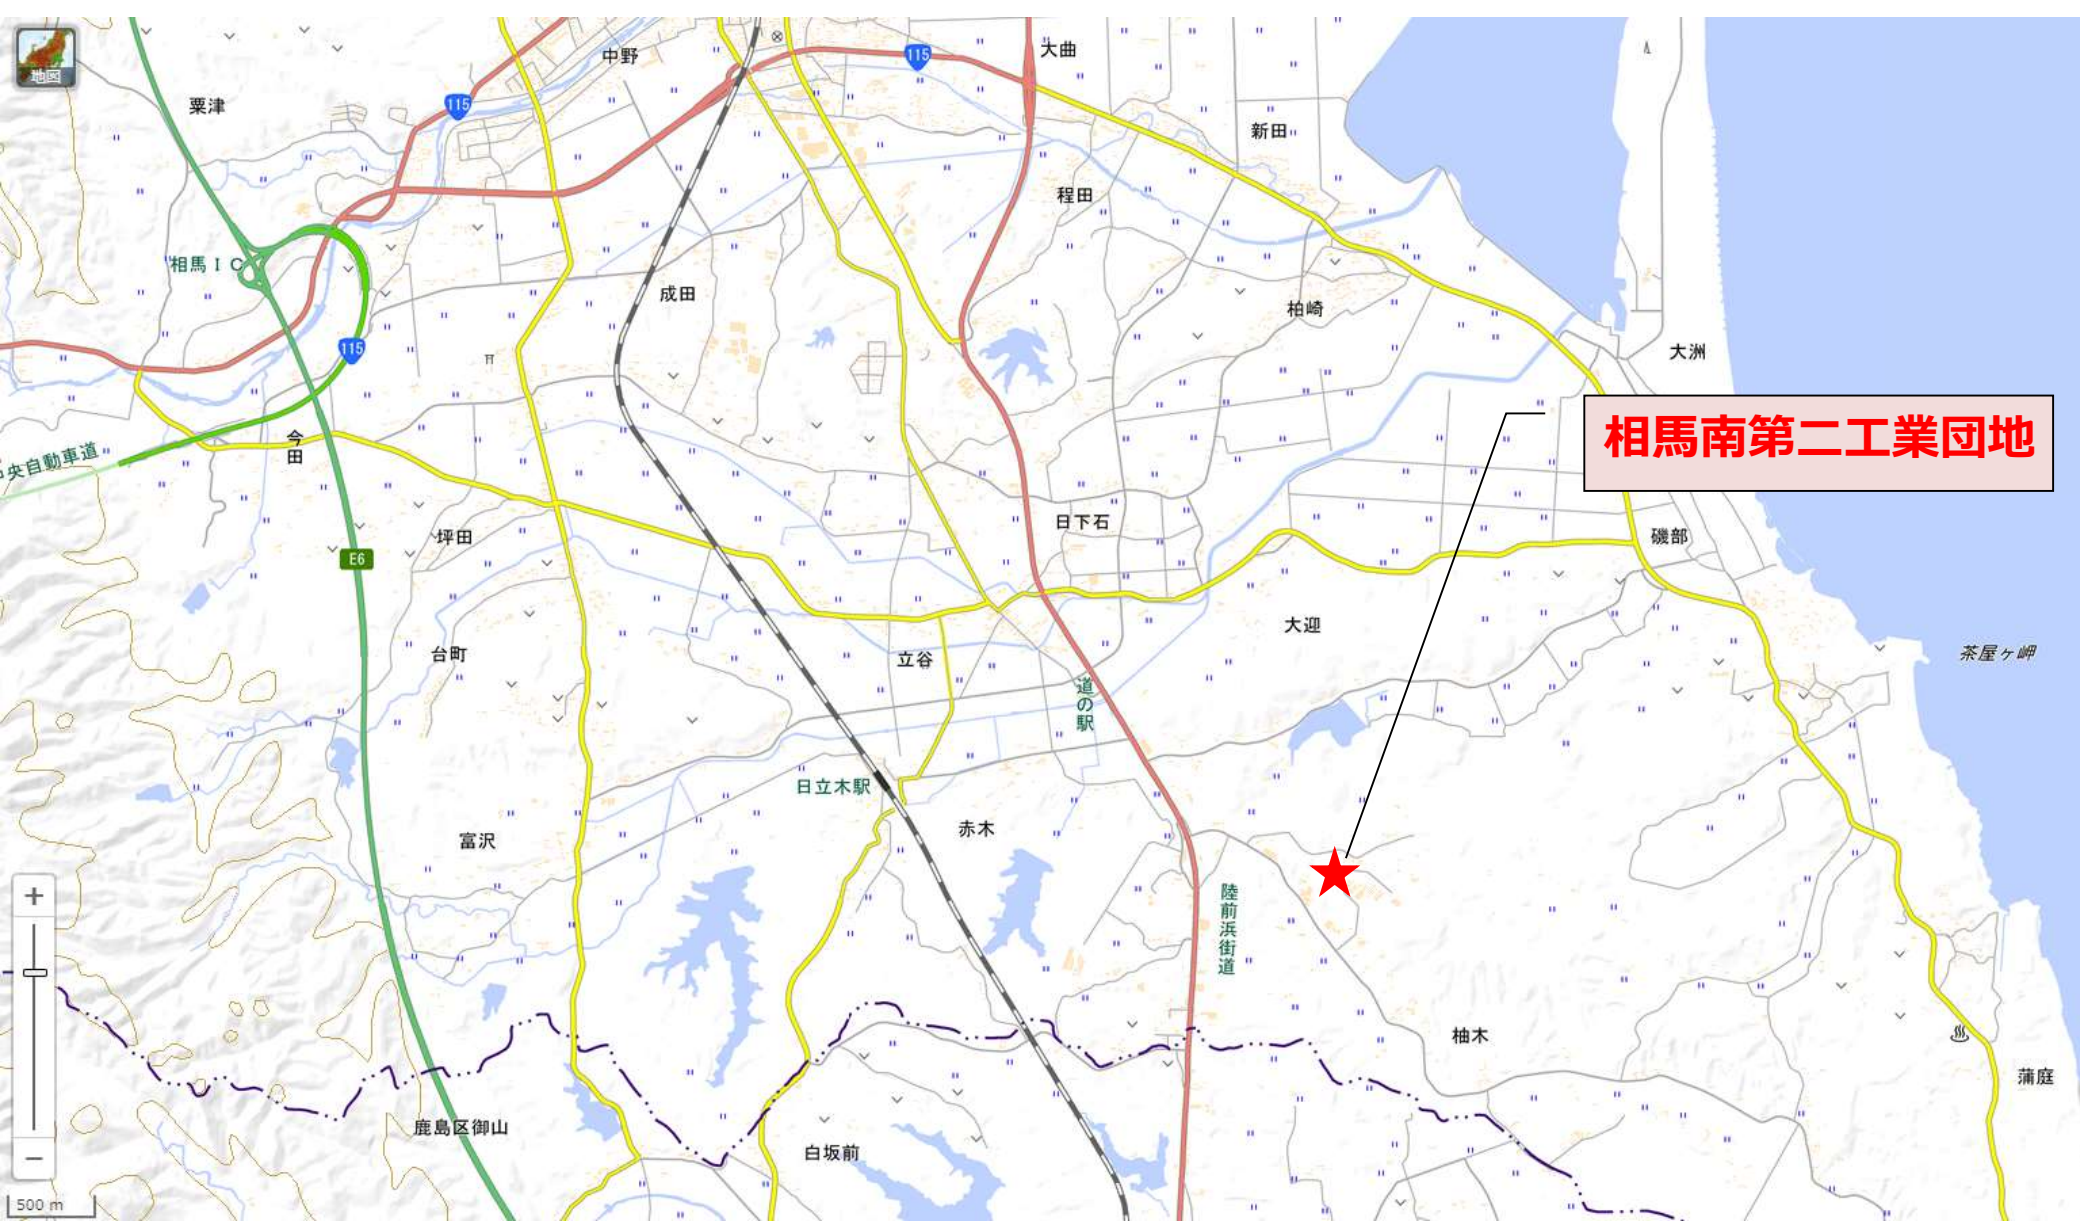 地図
中野
115
大曲
115
粟津
新田
程田
相馬ＩＣ
成田
柏崎
大洲
115
相馬南第二工業団地
今田
央自動車道
坪田
日下石
磯部
E6
大迎
台町
立谷
茶屋ヶ岬
道の駅
日立木駅
富沢
赤木
陸前浜街道
柚木
蒲庭
鹿島区御山
白坂前
500 m